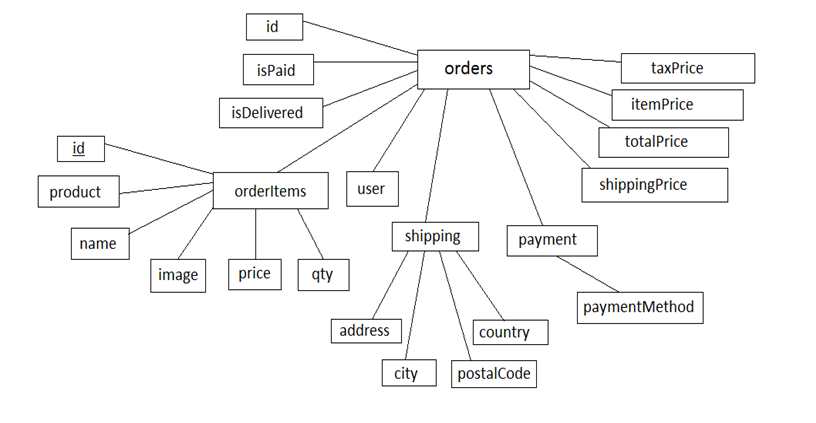 id
orders
isPaid
taxPrice
itemPrice
isDelivered
totalPrice
id
shippingPrice
product
orderItems
user
name
shipping
payment
image
price
qty
paymentMethod
address
country
city
postalCode